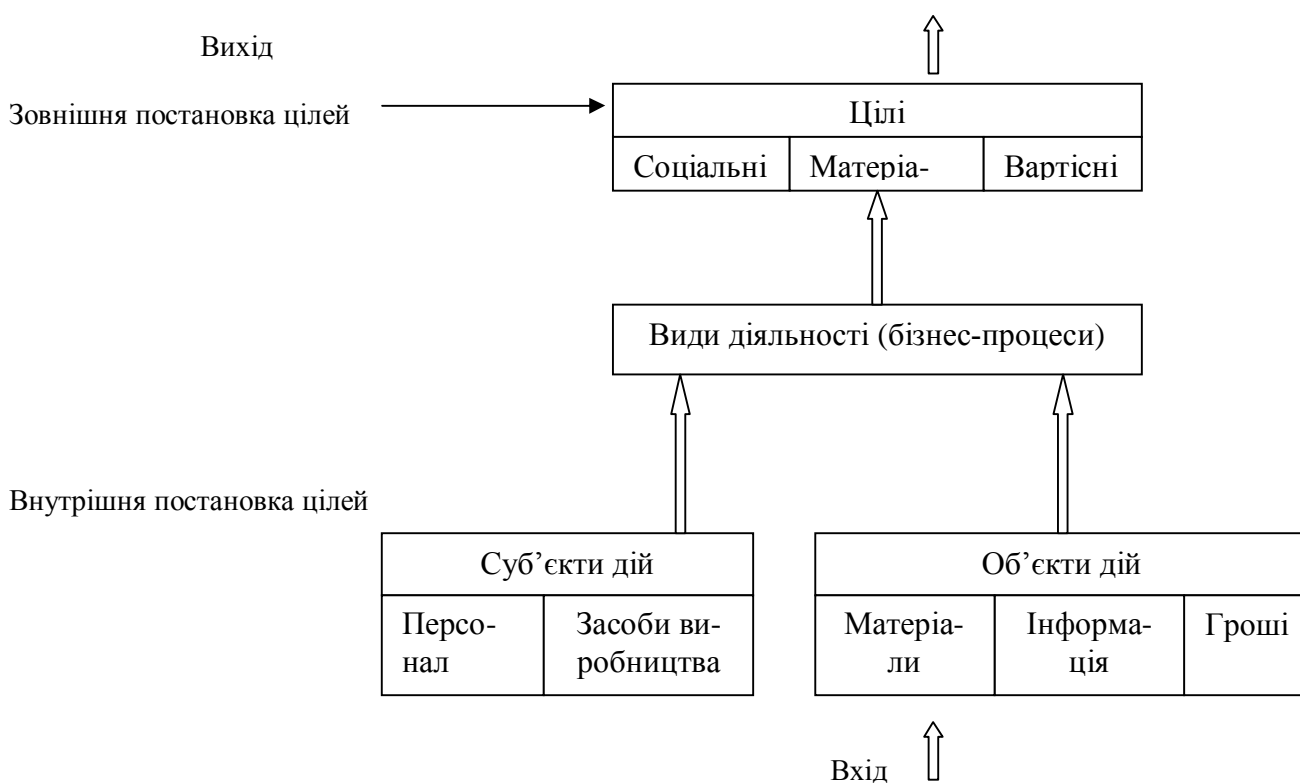 Вихід
Зовнішня постановка цілей
Цілі
Соціальні
Матеріа-
Вартісні
Види діяльності (бізнес-процеси)
Внутрішня постановка цілей
Суб’єкти дій
Персо-
нал
Засоби ви-
робництва
Об’єкти дій
Матеріа-
ли
Інформа-
ція
Гроші
Вхід